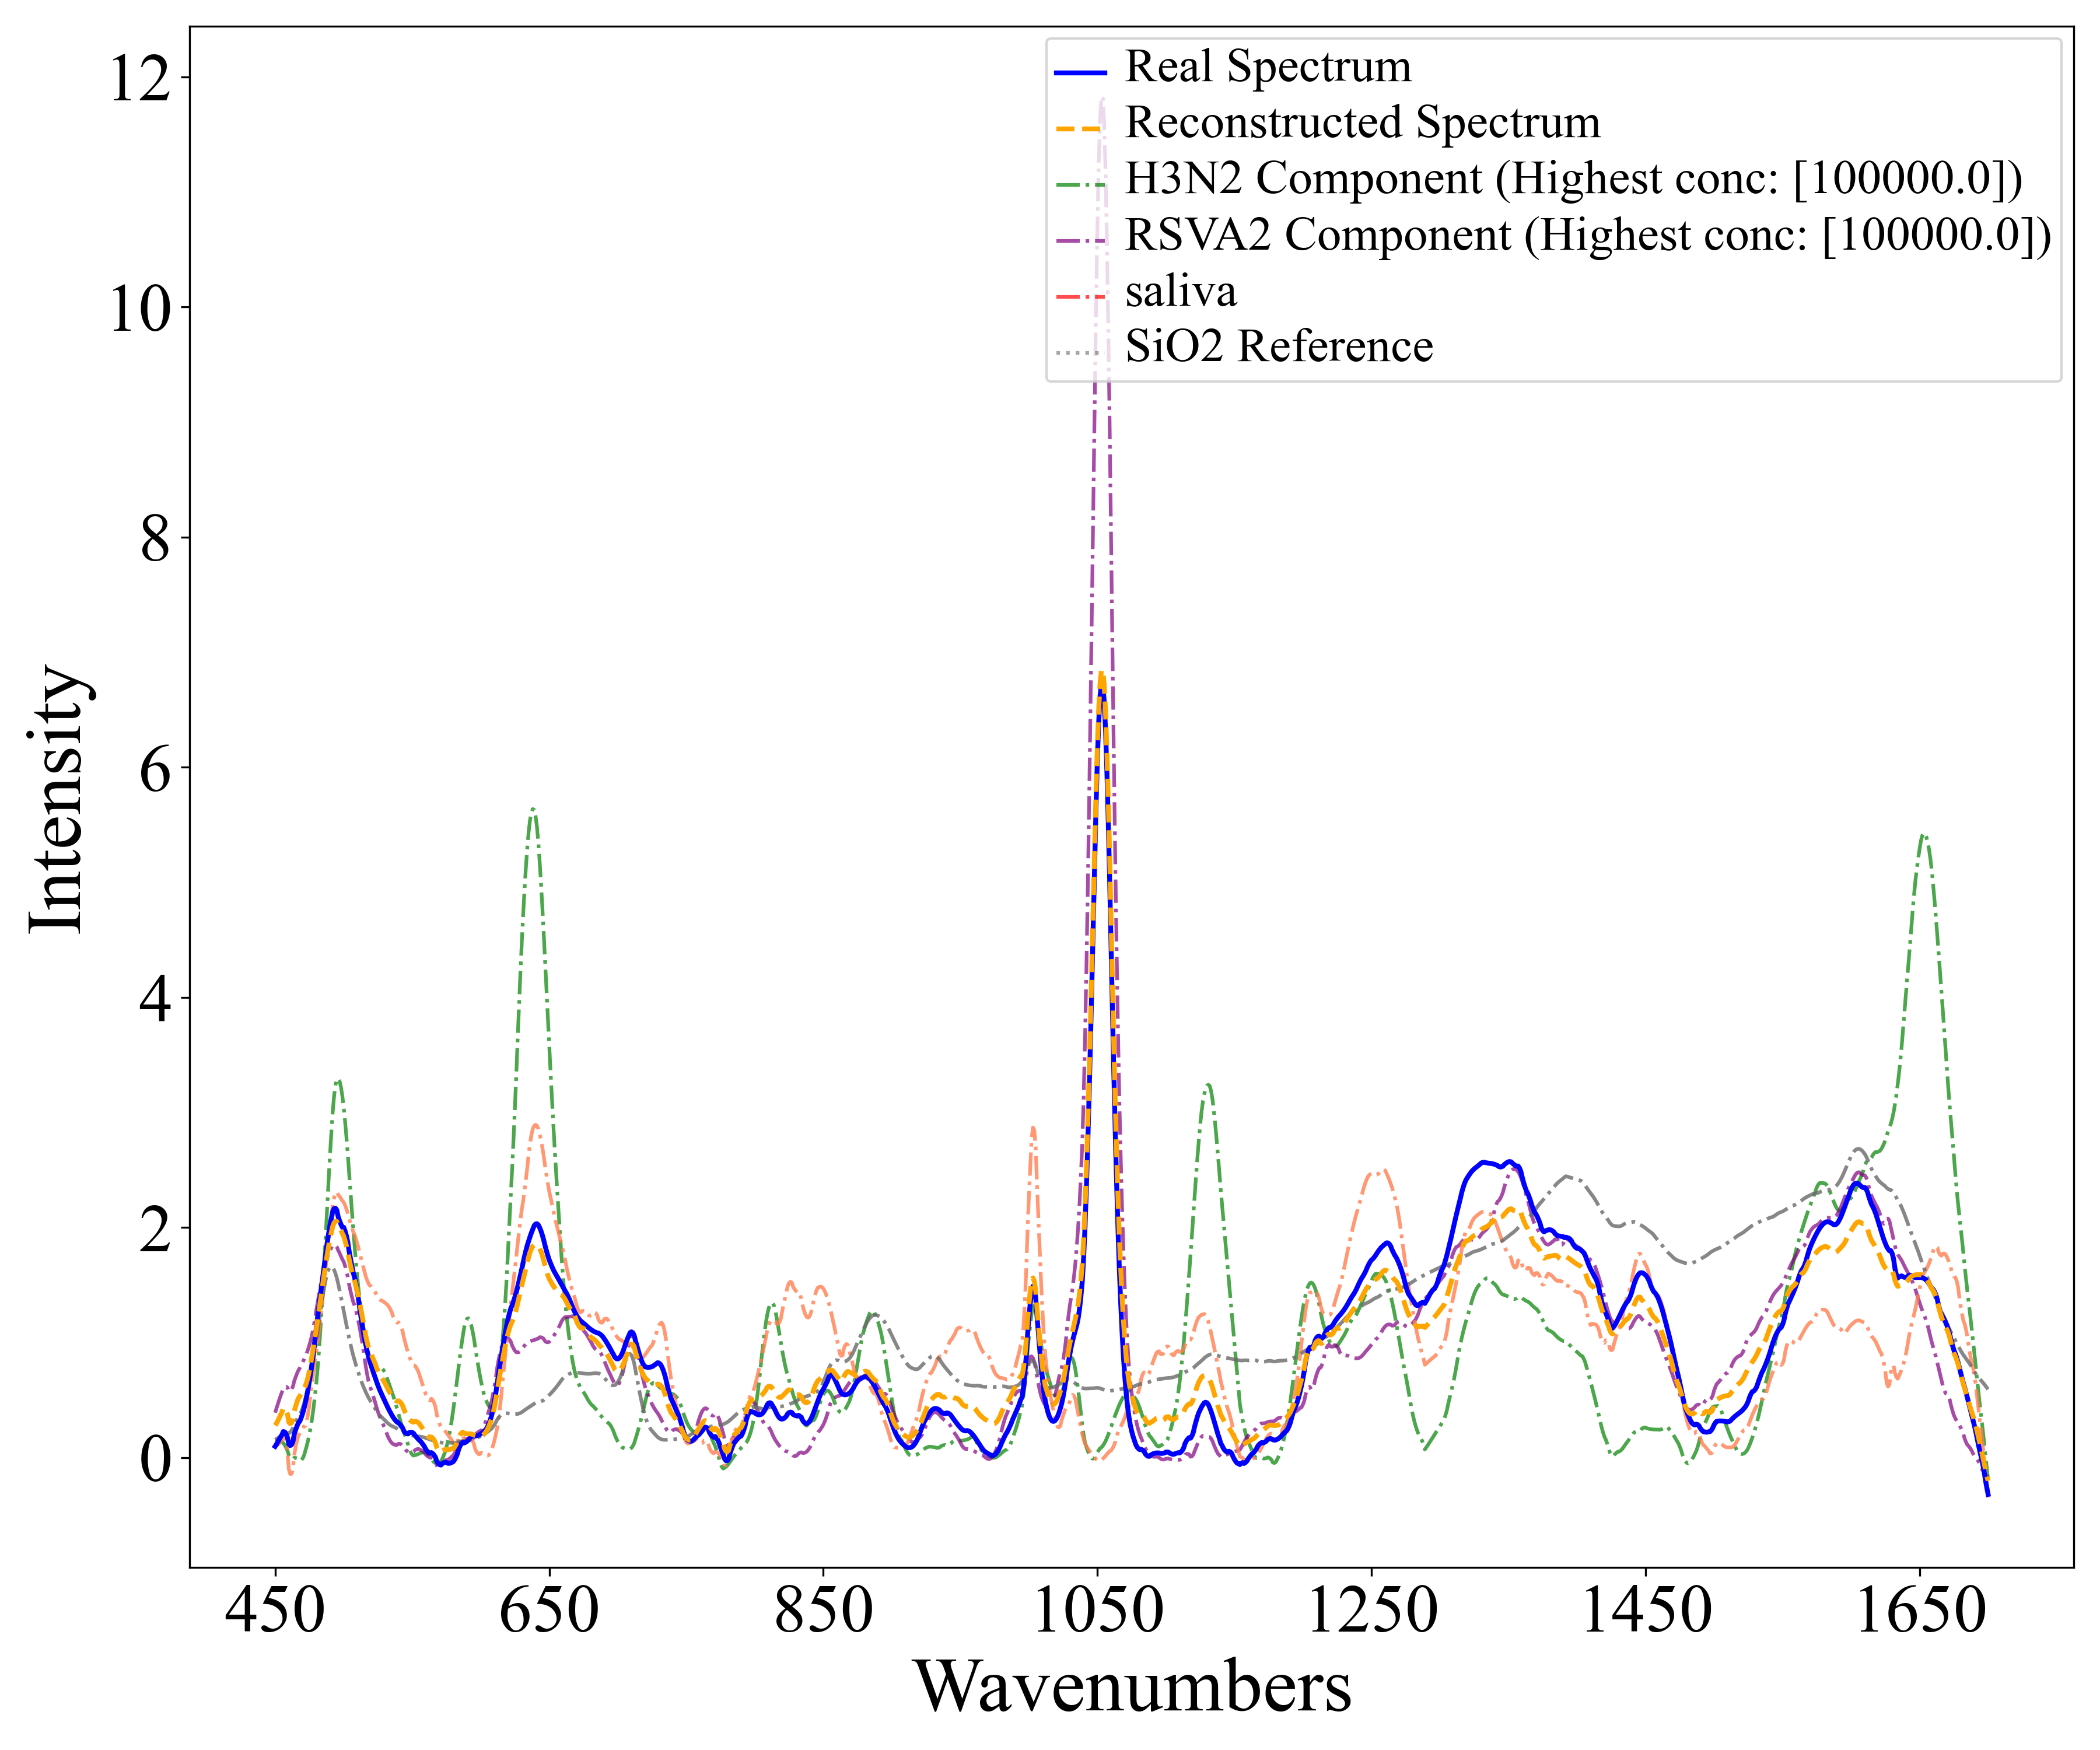 12
10
8
6
4
2
0
Intensity
Real Spectrum
Reconstructed Spectrum
H3N2 Component (Highest conc: [100000.0])
RSVA2 Component (Highest conc: [100000.0])
saliva
SiO2 Reference
450 650 850 1050 1250 1450 1650
Wavenumbers